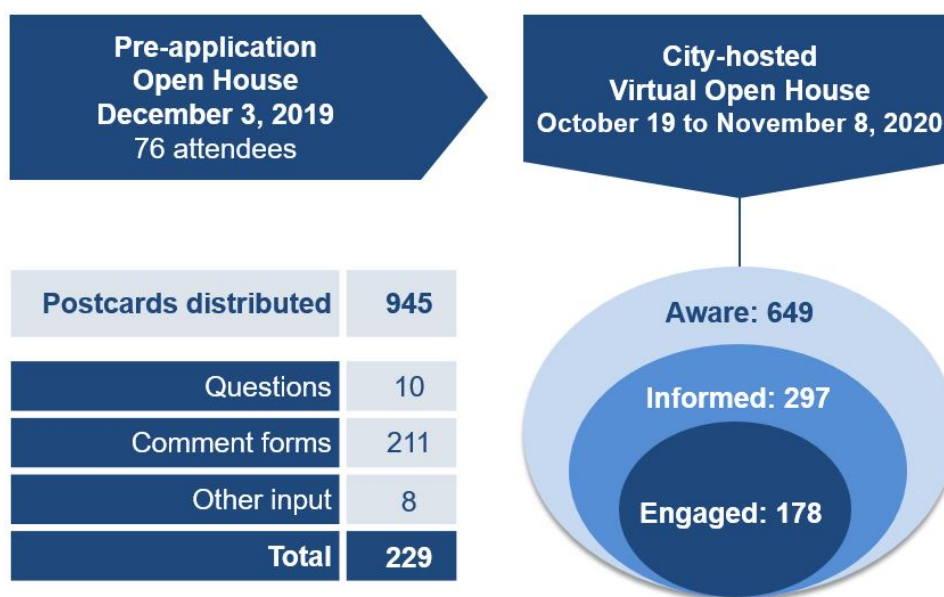 Pre-application
Open House
December 3, 2019
76 attendees
City-hosted
Virtual Open House
October 19 to November 8, 2020
Postcards distributed 945
Questions 10
Comment forms 211
Other input 8
Total 229
Aware: 649
Informed: 297
Engaged: 178